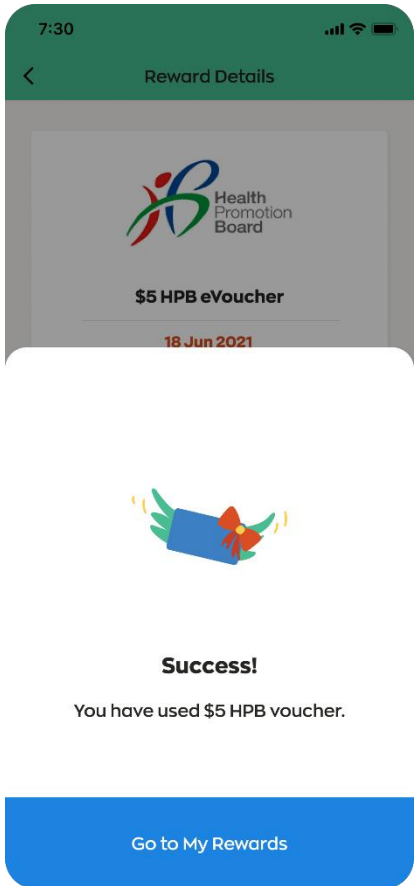 7:30
Reward Details
Health
Promotion
Board
$5 HPB eVoucher
18 Jun 2021
Success!
You have used $5 HPB voucher.
Go to My Rewards